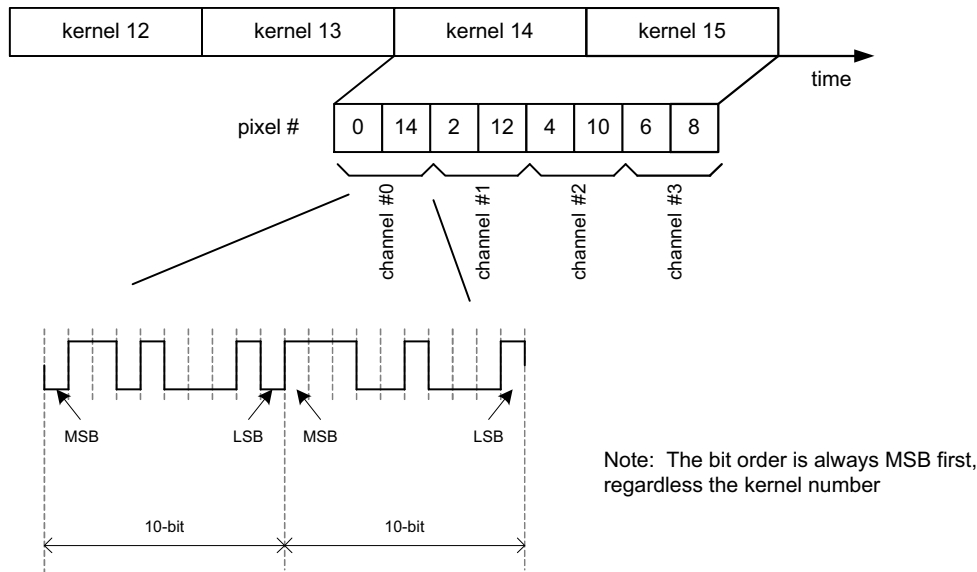 kernel 12 kernel 13 kernel 14 kernel 15
time
pixel # 0 14 2 12 4 10 6 8
channel #0 channel #1 channel #2 channel #3
MSB LSB MSB LSB
Note: The bit order is always MSB first,
regardless the kernel number
10-bit 10-bit